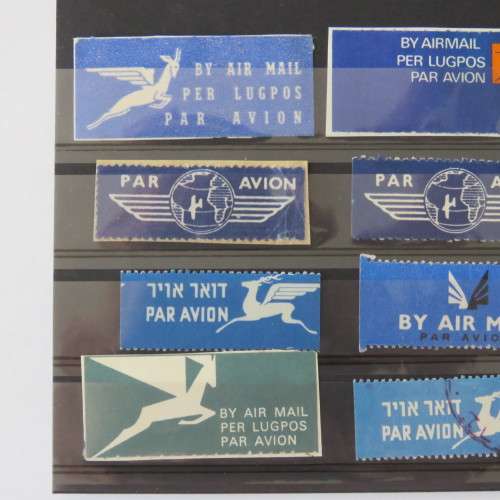 BY AIR MAIL
PER LUGPOS
PAR AVION
BY AIRMAIL
PER LUGPOS
PAR AVION
PAR AVION
PAR AVION
דואר אויר
PAR AVION
BY AIR M
PAR AVIO
BY AIR MAIL
PER LUGPOS
PAR AVION
דואר אויר
PAR AVION